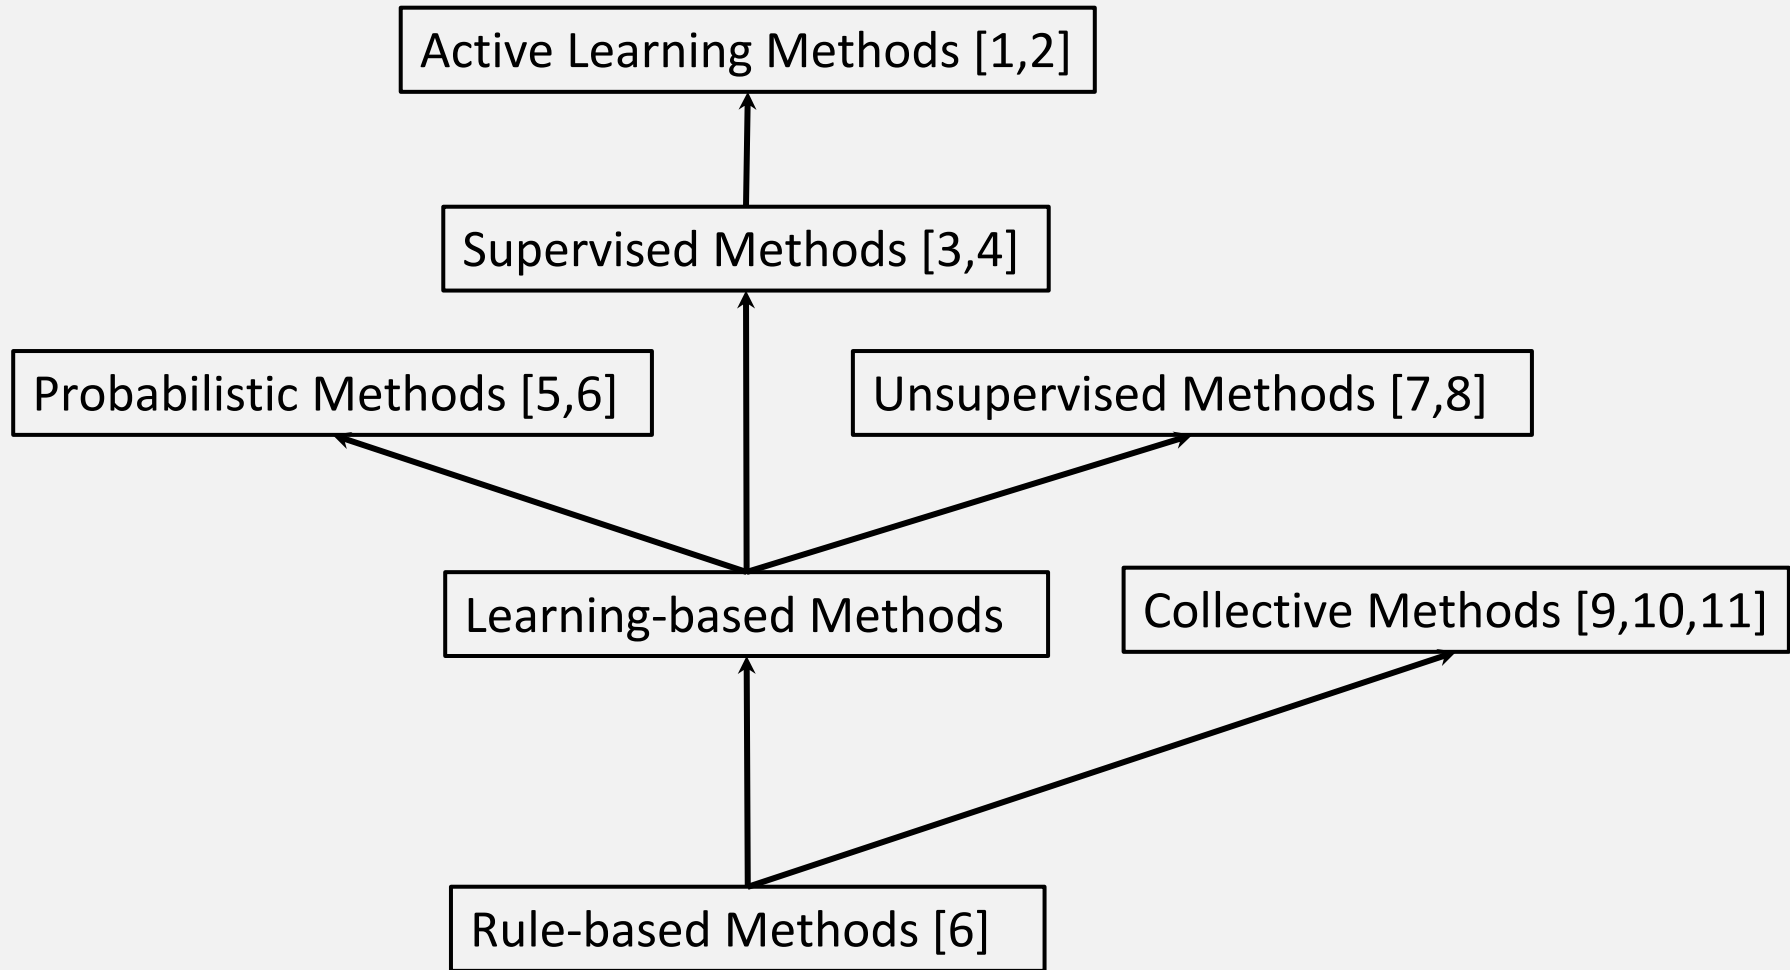 Active Learning Methods [1,2]
Supervised Methods [3,4]
Probabilistic Methods [5,6]
Unsupervised Methods [7,8]
Learning-based Methods
Collective Methods [9,10,11]
Rule-based Methods [6]